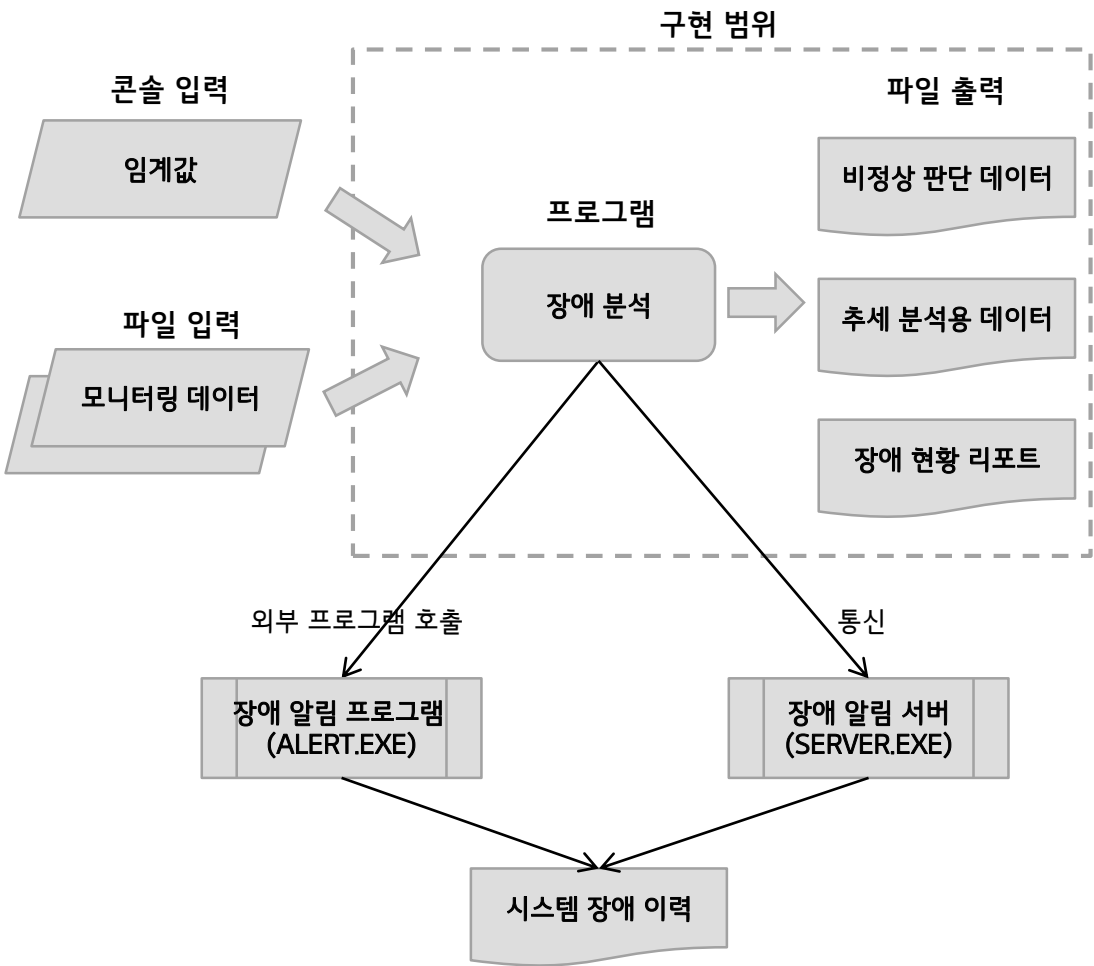 구현 범위
콘솔 입력
임계값
파일 입력
모니터링 데이터
프로그램
장애 분석
파일 출력
비정상 판단 데이터
추세 분석용 데이터
장애 현황 리포트
외부 프로그램 호출
통신
장애 알림 프로그램
(ALERT.EXE)
장애 알림 서버
(SERVER.EXE)
시스템 장애 이력